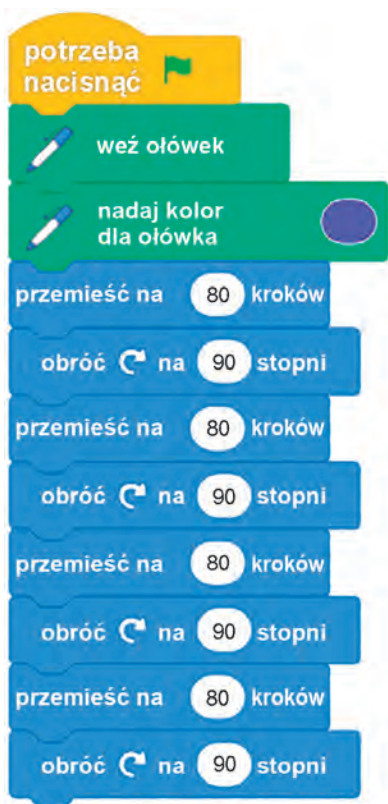 potrzeba
nacisnąć
weź ołówek
nadaj kolor
dla ołówka
przemieść na 80 kroków
obróć na 90 stopni
przemieść na 80 kroków
obróć na 90 stopni
przemieść na 80 kroków
obróć na 90 stopni
przemieść na 80 kroków
obróć na 90 stopni